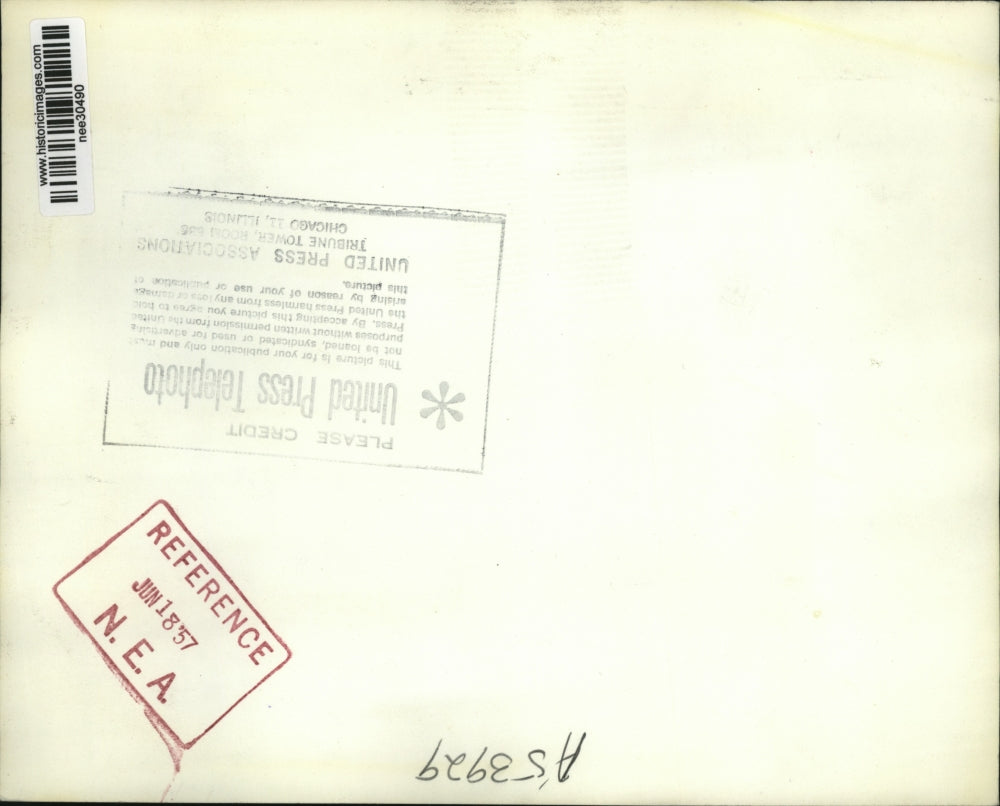 www.historicimages.com
nee30490
PLEASE CREDIT
United Press Telephoto
This picture is for your publication only and must
not be loaned, syndicated or used for advertising
purposes without written permission from the United
Press. By accepting this picture you agree to hold
the United Press harmless from any loss or damage
arising by reason of your use or publication of
this picture.
UNITED PRESS ASSOCIATIONS
TRIBUNE TOWER, ROOM
CHICAGO 11, ILLINOIS
REFERENCE
JUN 18 '57
N. E. A.
A53929